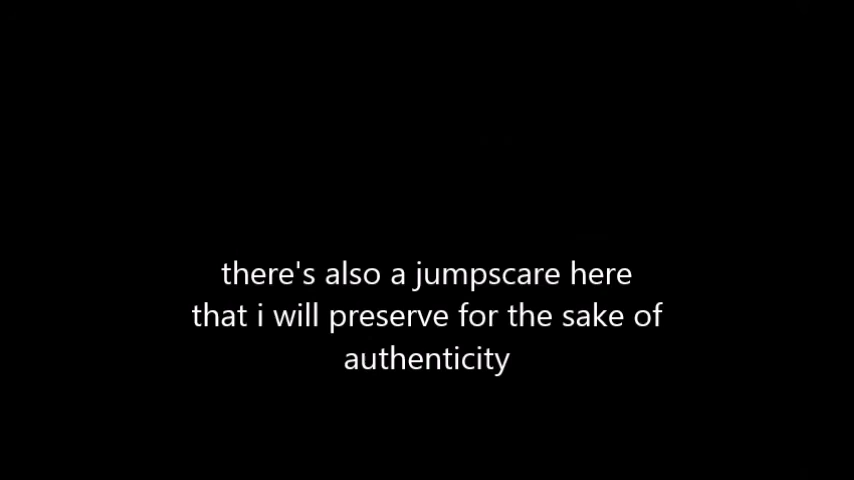 there's also a jumpscare here
that i will preserve for the sake of
authenticity